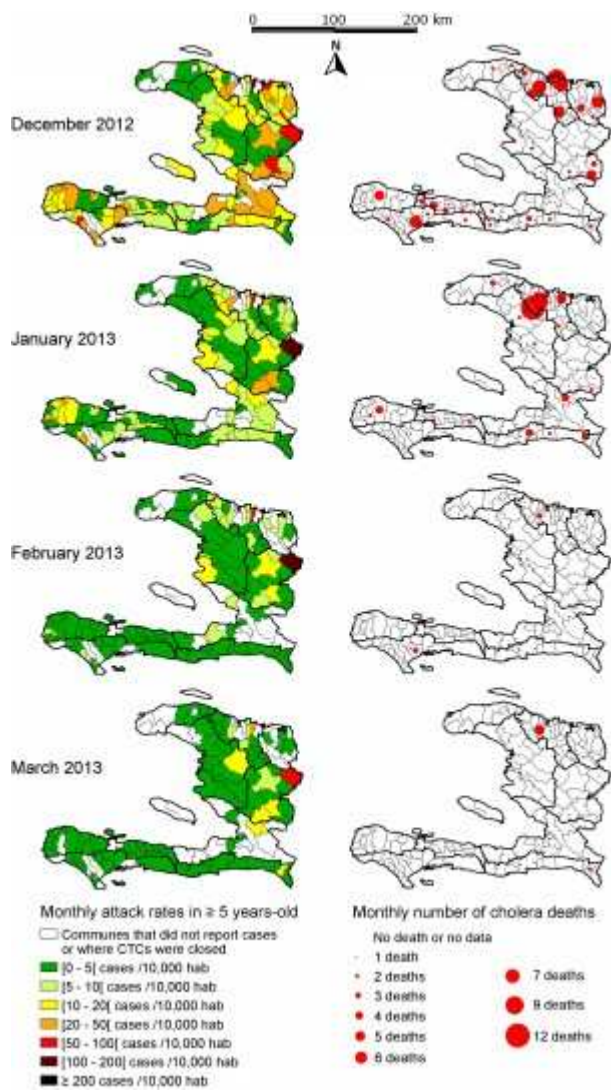 0 100 200 km
N
December 2012
January 2013
February 2013
March 2013
Monthly attack rates in ≥ 5 years-old
Communes that did not report cases
or where CTCs were closed
[0 - 5[ cases /10,000 hab
[5 - 10[ cases /10,000 hab
[10 - 20[ cases /10,000 hab
[20 - 50[ cases /10,000 hab
[50 - 100[ cases /10,000 hab
[100 - 200[ cases /10,000 hab
≥ 200 cases /10,000 hab
Monthly number of cholera deaths
No death or no data
1 death
2 deaths
3 deaths
4 deaths
5 deaths
6 deaths
7 deaths
9 deaths
12 deaths